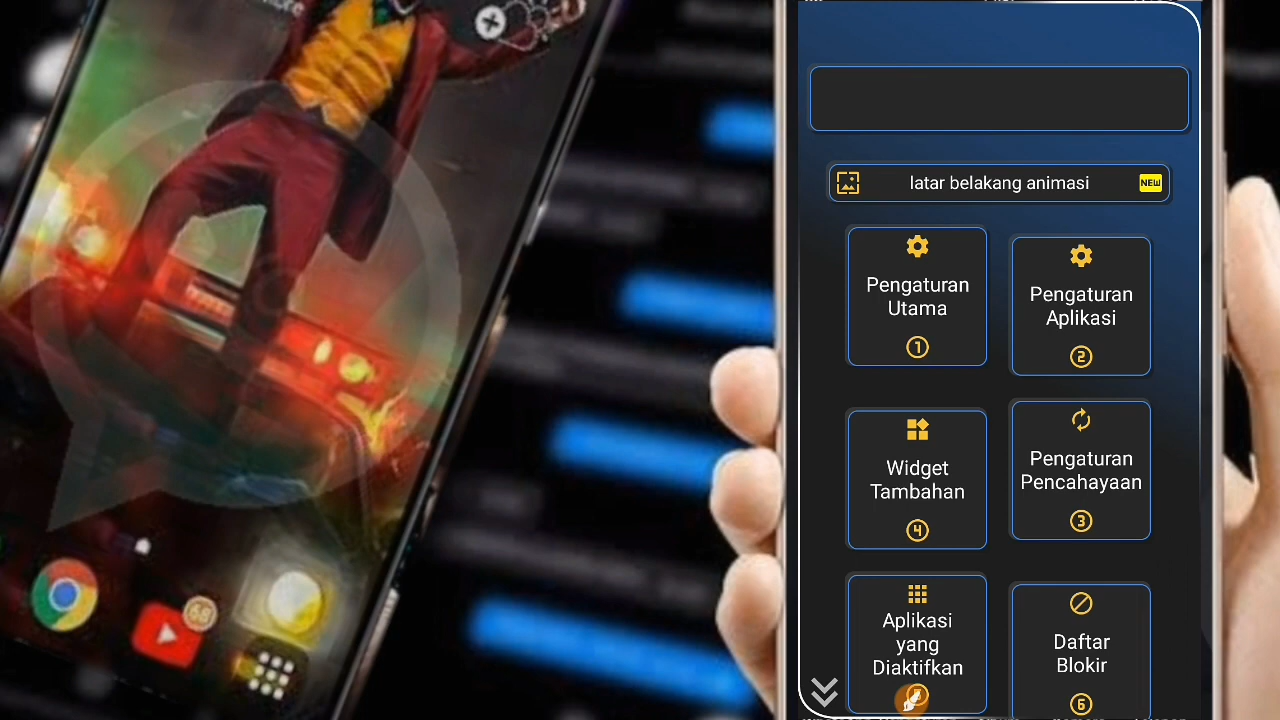 latar belakang animasi
NEW
Pengaturan
Utama
1
Pengaturan
Aplikasi
2
Widget
Tambahan
4
Pengaturan
Pencahayaan
3
Aplikasi
yang
Diaktifkan
Daftar
Blokir
6
68